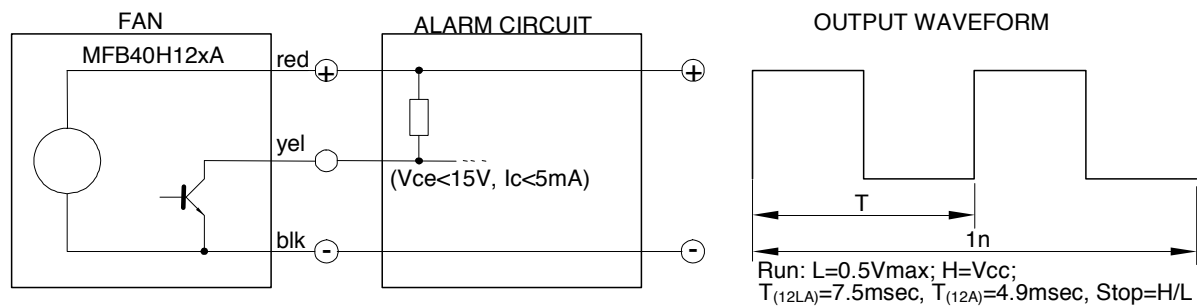 FAN
ALARM CIRCUIT
OUTPUT WAVEFORM
MFB40H12xA
red
+
+
yel
(Vce<15V, Ic<5mA)
T
blk
-
-
1n
Run: L=0.5Vmax; H=Vcc;
T(12LA)=7.5msec, T(12A)=4.9msec, Stop=H/L